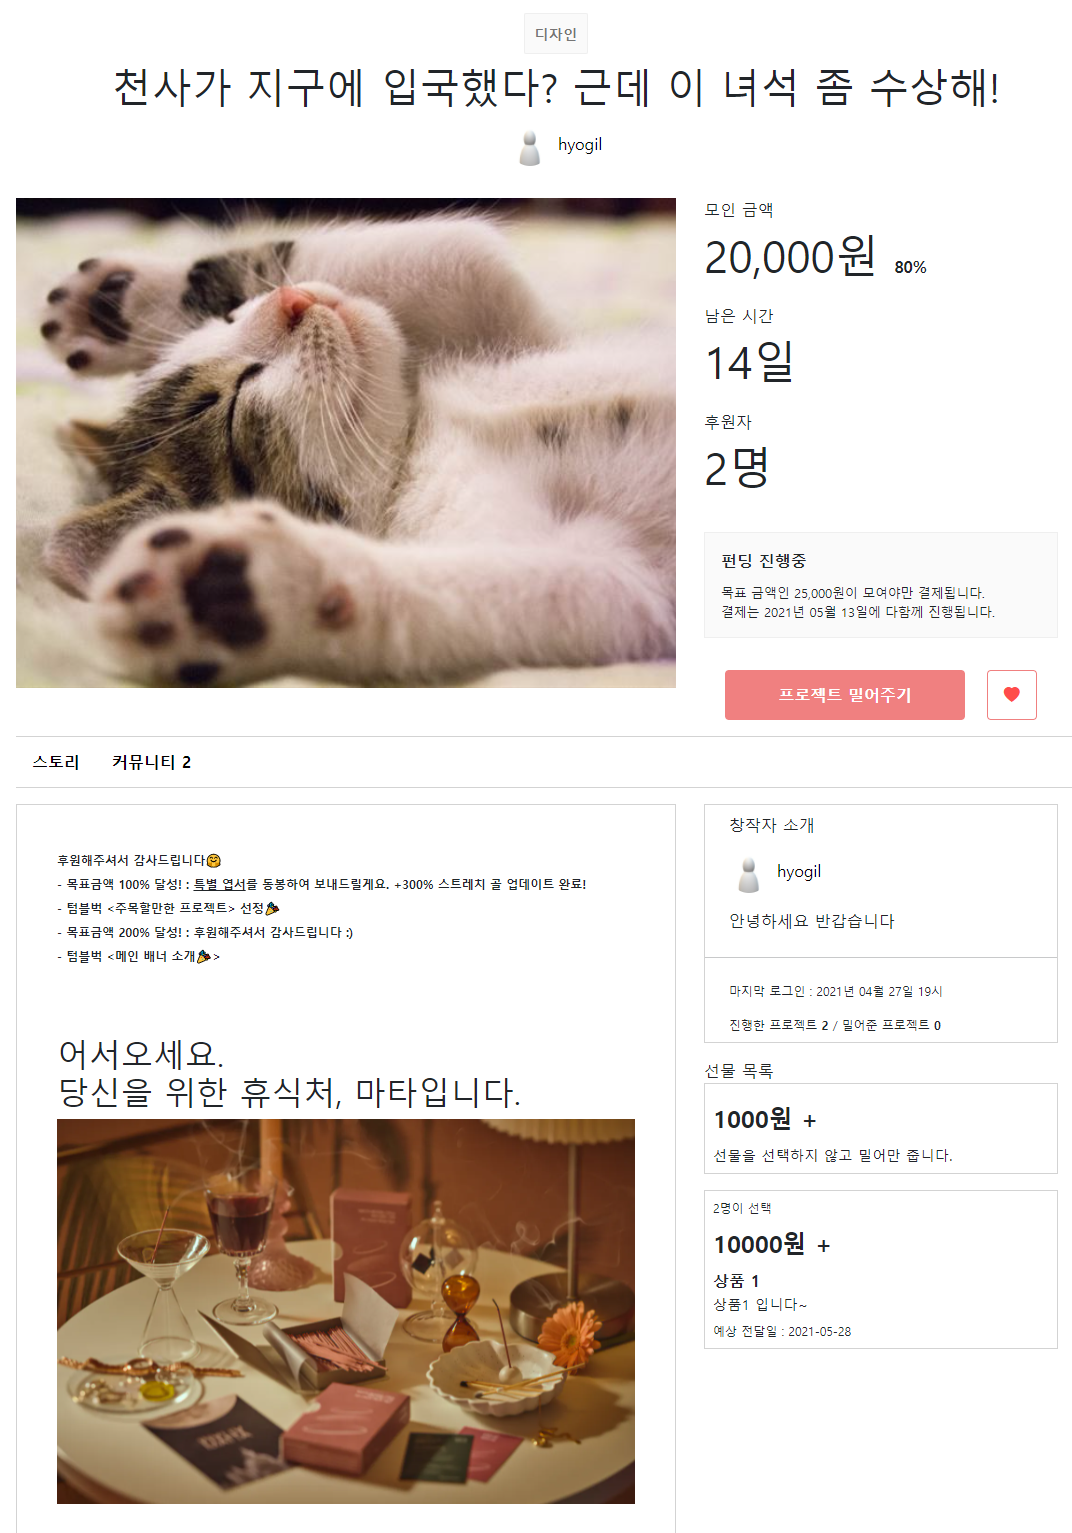 디자인
천사가 지구에 입국했다? 근데 이 녀석 좀 수상해!
hyogil
모인 금액
20,000원 80%
남은 시간
14일
후원자
2명
펀딩 진행중
목표 금액인 25,000원이 모여야만 결제됩니다.
결제는 2021년 05월 13일에 다함께 진행됩니다.
프로젝트 밀어주기
스토리 커뮤니티 2
후원해주셔서 감사드립니다🤗
- 목표금액 100% 달성! : 특별 엽서를 동봉하여 보내드릴게요. +300% 스트레치 골 업데이트 완료!
- 텀블벅 <주목할만한 프로젝트> 선정🎉
- 목표금액 200% 달성! : 후원해주셔서 감사드립니다 :)
- 텀블벅 <메인 배너 소개🎉>
어서오세요.
당신을 위한 휴식처, 마타입니다.
창작자 소개
hyogil
안녕하세요 반갑습니다
마지막 로그인 : 2021년 04월 27일 19시
진행한 프로젝트 2 / 밀어준 프로젝트 0
선물 목록
1000원 +
선물을 선택하지 않고 밀어만 줍니다.
2명이 선택
10000원 +
상품 1
상품1 입니다~
예상 전달일 : 2021-05-28